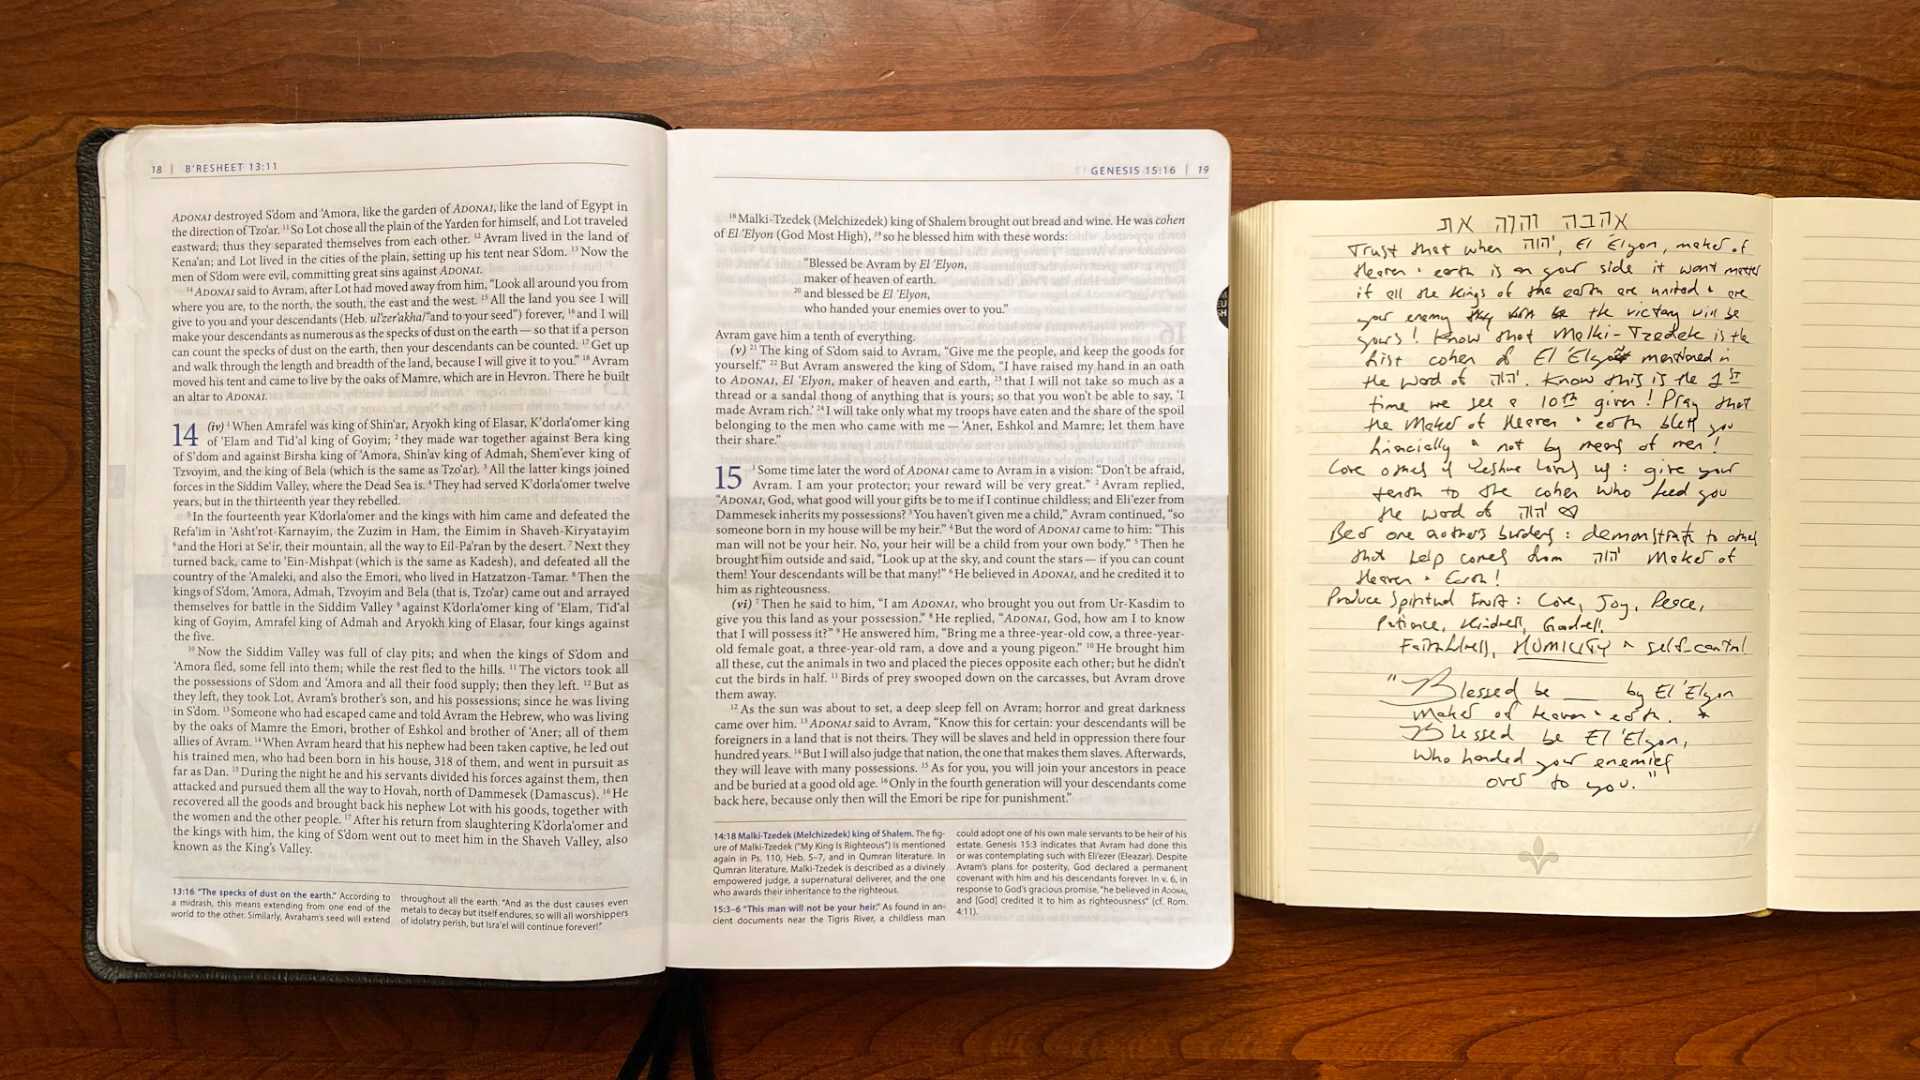 18 | B'RESHEET 13:11
ADONAI destroyed S'dom and 'Amora, like the garden of ADONAI, like the land of Egypt in
the direction of Tzo'ar. 11 So Lot chose all the plain of the Yarden for himself, and Lot traveled
eastward; thus they separated themselves from each other. 12 Avram lived in the land of
Kena'an; and Lot lived in the cities of the plain, setting up his tent near S'dom. 13 Now the
men of S'dom were evil, committing great sins against ADONAI.
14 ADONAI said to Avram, after Lot had moved away from him, "Look all around you from
where you are, to the north, the south, the east and the west. 15 All the land you see I will
give to you and your descendants (Heb. ul'zer'akha/"and to your seed") forever, 16 and I will
make your descendants as numerous as the specks of dust on the earth — so that if a person
can count the specks of dust on the earth, then your descendants can be counted. 17 Get up
and walk through the length and breadth of the land, because I will give it to you." 18 Avram
moved his tent and came to live by the oaks of Mamre, which are in Hevron. There he built
an altar to ADONAI.
14 (iv) 1 When Amrafel was king of Shin'ar, Aryokh king of Elasar, K'dorla'omer king
of 'Elam and Tid'al king of Goyim; 2 they made war together against Bera king
of S'dom and against Birsha king of 'Amora, Shin'av king of Admah, Shem'ever king of
Tzvoyim, and the king of Bela (which is the same as Tzo'ar). 3 All the latter kings joined
forces in the Siddim Valley, where the Dead Sea is. 4 They had served K'dorla'omer twelve
years, but in the thirteenth year they rebelled.
5 In the fourteenth year K'dorla'omer and the kings with him came and defeated the
Refa'im in 'Asht'rot-Karnayim, the Zuzim in Ham, the Eimim in Shaveh-Kiryatayim
6 and the Hori at Se'ir, their mountain, all the way to Eil-Pa'ran by the desert. 7 Next they
turned back, came to 'Ein-Mishpat (which is the same as Kadesh), and defeated all the
country of the 'Amaleki, and also the Emori, who lived in Hatzatzon-Tamar. 8 Then the
kings of S'dom, 'Amora, Admah, Tzvoyim and Bela (that is, Tzo'ar) came out and arrayed
themselves for battle in the Siddim Valley 9 against K'dorla'omer king of 'Elam, Tid'al
king of Goyim, Amrafel king of Admah and Aryokh king of Elasar, four kings against
the five.
10 Now the Siddim Valley was full of clay pits; and when the kings of S'dom and
'Amora fled, some fell into them; while the rest fled to the hills. 11 The victors took all
the possessions of S'dom and 'Amora and all their food supply; then they left. 12 But as
they left, they took Lot, Avram's brother's son, and his possessions; since he was living
in S'dom. 13 Someone who had escaped came and told Avram the Hebrew, who was living
by the oaks of Mamre the Emori, brother of Eshkol and brother of 'Aner; all of them
allies of Avram. 14 When Avram heard that his nephew had been taken captive, he led out
his trained men, who had been born in his house, 318 of them, and went in pursuit as
far as Dan. 15 During the night he and his servants divided his forces against them, then
attacked and pursued them all the way to Hovah, north of Dammesek (Damascus). 16 He
recovered all the goods and brought back his nephew Lot with his goods, together with
the women and the other people. 17 After his return from slaughtering K'dorla'omer and
the kings with him, the king of S'dom went out to meet him in the Shaveh Valley, also
known as the King's Valley.
13:16 "The specks of dust on the earth." According to
a midrash, this means extending from one end of the
world to the other. Similarly, Avraham's seed will extend
throughout all the earth. "And as the dust causes even
metals to decay but itself endures, so will all worshippers
of idolatry perish, but Isra'el will continue forever!"
GENESIS 15:16 | 19
18 Malki-Tzedek (Melchizedek) king of Shalem brought out bread and wine. He was cohen
of El 'Elyon (God Most High), 19 so he blessed him with these words:
"Blessed be Avram by El 'Elyon,
maker of heaven of earth.
20 and blessed be El 'Elyon,
who handed your enemies over to you."
Avram gave him a tenth of everything.
(v) 21 The king of S'dom said to Avram, "Give me the people, and keep the goods for
yourself." 22 But Avram answered the king of S'dom, "I have raised my hand in an oath
to ADONAI, El 'Elyon, maker of heaven and earth, 23 that I will not take so much as a
thread or a sandal thong of anything that is yours; so that you won't be able to say, 'I
made Avram rich.' 24 I will take only what my troops have eaten and the share of the spoil
belonging to the men who came with me — 'Aner, Eshkol and Mamre; let them have
their share."
15 1 Some time later the word of ADONAI came to Avram in a vision: "Don't be afraid,
Avram. I am your protector; your reward will be very great." 2 Avram replied,
"ADONAI, God, what good will your gifts be to me if I continue childless; and Eli'ezer from
Dammesek inherits my possessions? 3 You haven't given me a child," Avram continued, "so
someone born in my house will be my heir." 4 But the word of ADONAI came to him: "This
man will not be your heir. No, your heir will be a child from your own body." 5 Then he
brought him outside and said, "Look up at the sky, and count the stars — if you can count
them! Your descendants will be that many!" 6 He believed in ADONAI, and he credited it to
him as righteousness.
(vi) 7 Then he said to him, "I am ADONAI, who brought you out from Ur-Kasdim to
give you this land as your possession." 8 He replied, "ADONAI, God, how am I to know
that I will possess it?" 9 He answered him, "Bring me a three-year-old cow, a three-year-
old female goat, a three-year-old ram, a dove and a young pigeon." 10 He brought him
all these, cut the animals in two and placed the pieces opposite each other; but he didn't
cut the birds in half. 11 Birds of prey swooped down on the carcasses, but Avram drove
them away.
12 As the sun was about to set, a deep sleep fell on Avram; horror and great darkness
came over him. 13 ADONAI said to Avram, "Know this for certain: your descendants will be
foreigners in a land that is not theirs. They will be slaves and held in oppression there four
hundred years. 14 But I will also judge that nation, the one that makes them slaves. Afterwards,
they will leave with many possessions. 15 As for you, you will join your ancestors in peace
and be buried at a good old age. 16 Only in the fourth generation will your descendants come
back here, because only then will the Emori be ripe for punishment."
14:18 Malki-Tzedek (Melchizedek) king of Shalem. The fig-
ure of Malki-Tzedek ("My King Is Righteous") is mentioned
again in Ps. 110, Heb. 5–7, and in Qumran literature. In
Qumran literature, Malki-Tzedek is described as a divinely
empowered judge, a supernatural deliverer, and the one
who awards their inheritance to the righteous.
15:3–6 "This man will not be your heir." As found in an-
cient documents near the Tigris River, a childless man
could adopt one of his own male servants to be heir of his
estate. Genesis 15:3 indicates that Avram had done this
or was contemplating such with Eli'ezer (Eleazar). Despite
Avram's plans for posterity, God declared a permanent
covenant with him and his descendants forever. In v. 6, in
response to God's gracious promise, "he believed in ADONAI,
and [God] credited it to him as righteousness" (cf. Rom.
4:11).
אהבה יהוה את
Trust that when יהוה, El Elyon, maker of
Heaven + earth is on your side it wont matter
if all the kings of the earth are united + are
your enemy the victory will be
yours! Know that Malki-Tzedek is the
first cohen of El Elyon mentioned in
the word of יהוה. Know this is the 1st
time we see a 10th given! Pray that
the Maker of Heaven + earth bless you
financially + not by means of men!
Love others as Yeshua loves us: give your
tenth to the cohen who feed you
the word of יהוה
Bear one anothers burdens: demonstrate to others
that help comes from יהוה Maker of
Heaven + Earth!
Produce Spiritual Fruit: Love, Joy, Peace,
Patience, Kindness, Goodness,
Faithfulness, HUMILITY + self-control
"Blessed be ___ by El 'Elyon
maker of heaven + earth. *
Blessed be El 'Elyon,
who handed your enemies
over to you."